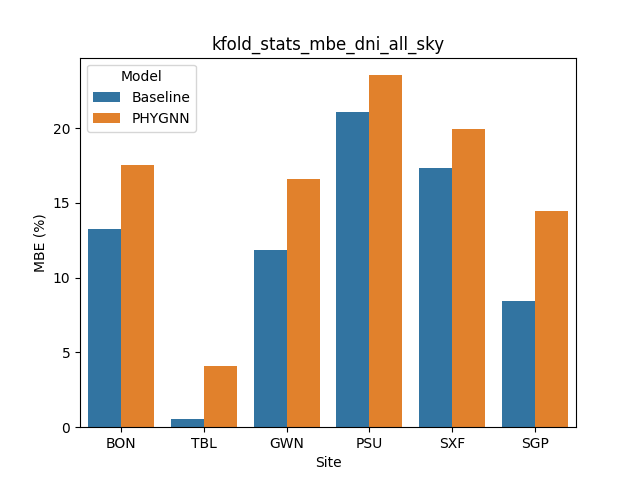 kfold_stats_mbe_dni_all_sky
Model
Baseline
PHYGNN
MBE (%)
20
15
10
5
0
BON TBL GWN PSU SXF SGP
Site